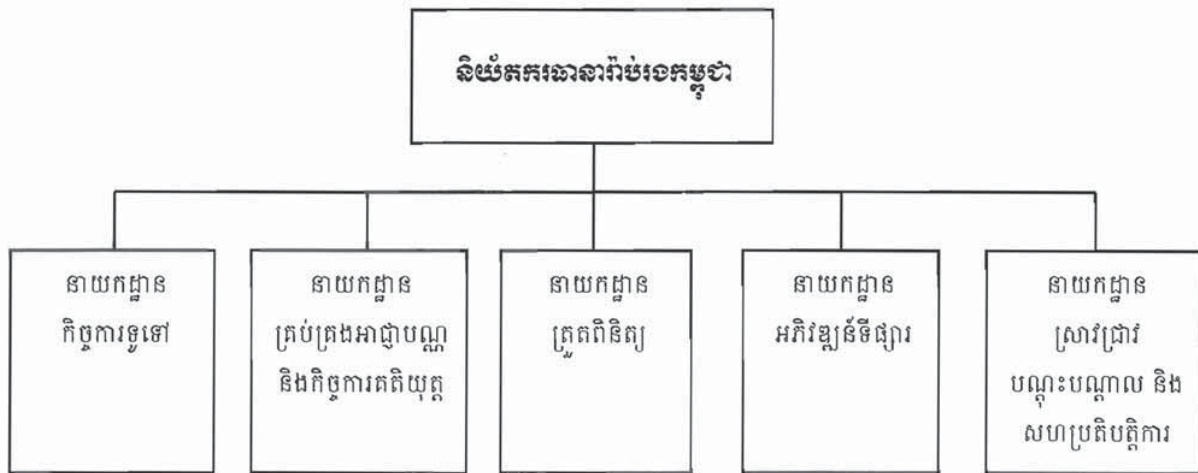 និយ័តករធានារ៉ាប់រងកម្ពុជា
នាយកដ្ឋាន
កិច្ចការទូទៅ
នាយកដ្ឋាន
គ្រប់គ្រងអាជ្ញាបណ្ណ
និងកិច្ចការគតិយុត្ត
នាយកដ្ឋាន
ត្រួតពិនិត្យ
នាយកដ្ឋាន
អភិវឌ្ឍន៍ទីផ្សារ
នាយកដ្ឋាន
ស្រាវជ្រាវ
បណ្តុះបណ្តាល និង
សហប្រតិបត្តិការ